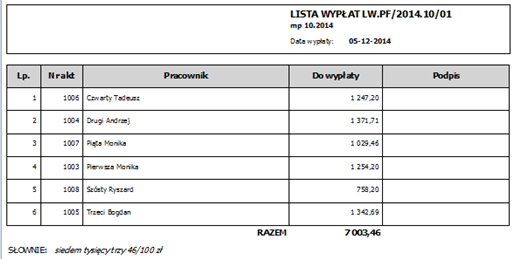 LISTA WYPŁAT LW.PF/2014.10/01
mp 10.2014
Data wypłaty: 05-12-2014
Lp. Nr akt Pracownik Do wypłaty Podpis
1 1006 Czwarty Tadeusz 1 247,20
2 1004 Drugi Andrzej 1 371,71
3 1007 Piąta Monika 1 029,46
4 1003 Pierwsza Monika 1 254,20
5 1008 Szósty Ryszard 758,20
6 1005 Trzeci Bogdan 1 342,69
RAZEM 7 003,46
SŁOWNIE: siedem tysięcy trzy 46/100 zł